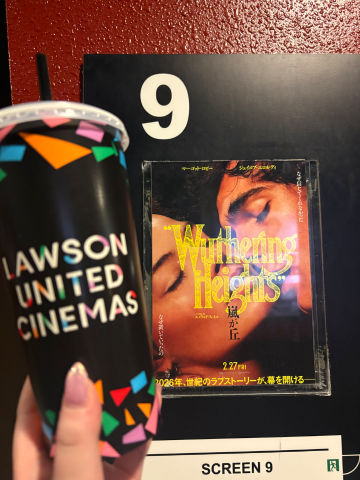 9
LAWSON
UNITED
CINEMAS
マーゴット・ロビー
ジェイコブ・エロルディ
"Wuthering
Heights"
嵐が丘
2.27 FRI
2026年、世紀のラブストーリーが、幕を開ける
SCREEN 9